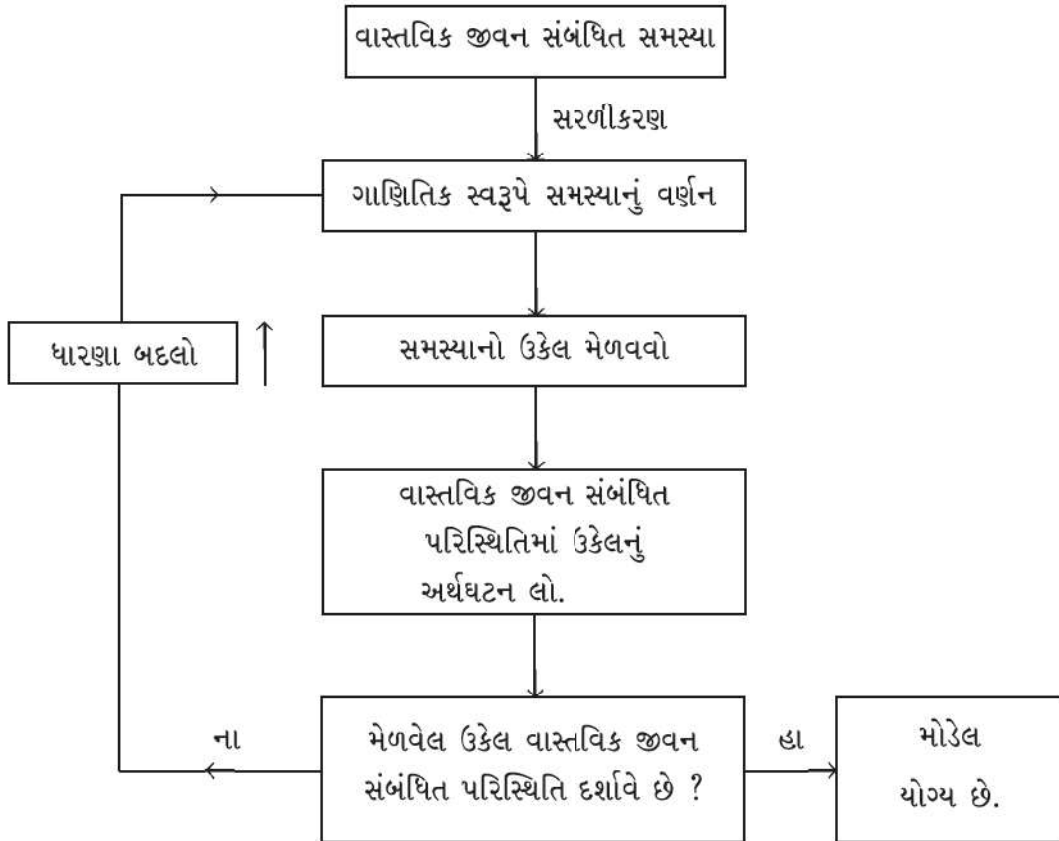 વાસ્તવિક જીવન સંબંધિત સમસ્યા
સરળીકરણ
ગાણિતિક સ્વરૂપે સમસ્યાનું વર્ણન
સમસ્યાનો ઉકેલ મેળવવો
ધારણા બદલો
વાસ્તવિક જીવન સંબંધિત
પરિસ્થિતિમાં ઉકેલનું
અર્થઘટન લો.
મેળવેલ ઉકેલ વાસ્તવિક જીવન
સંબંધિત પરિસ્થિતિ દર્શાવે છે ?
ના
હા
મોડેલ
યોગ્ય છે.